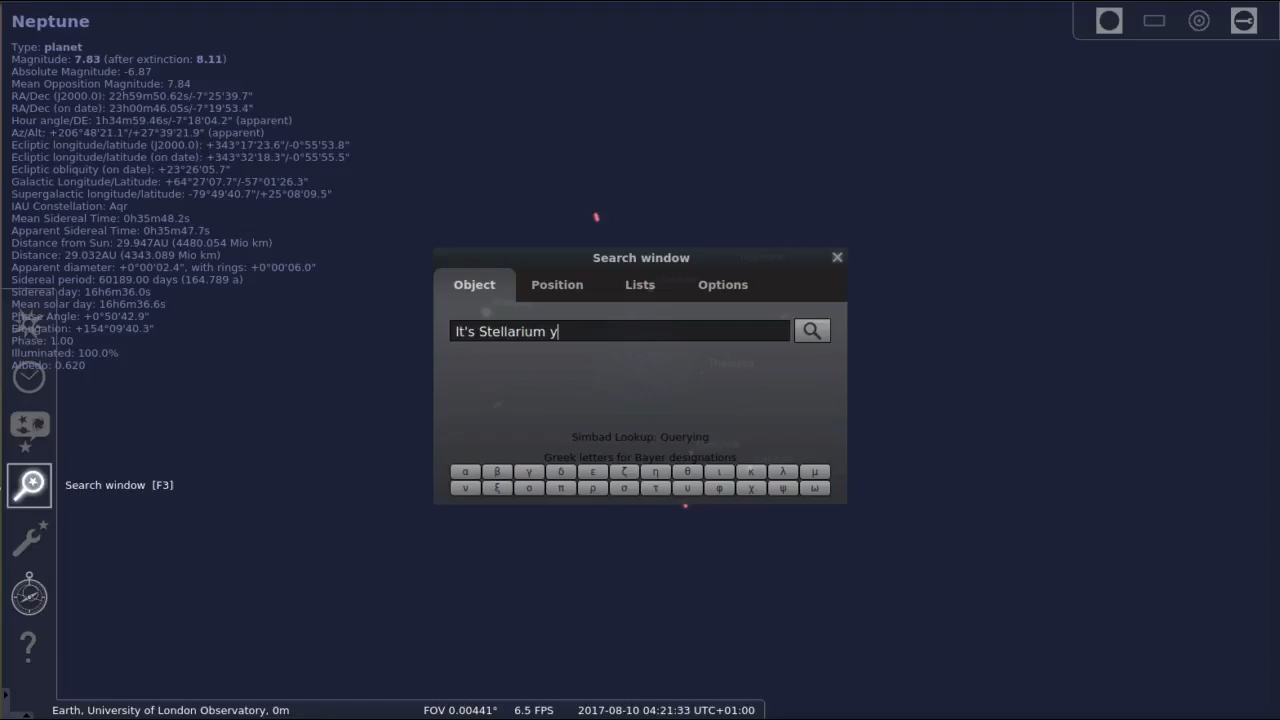 Neptune
Type: planet
Magnitude: 7.83 (after extinction: 8.11)
Absolute Magnitude: -6.87
Mean Opposition Magnitude: 7.84
RA/Dec (J2000.0): 22h59m50.62s/-7°25'39.7"
RA/Dec (on date): 23h00m46.05s/-7°19'53.4"
Hour angle/DE: 1h34m59.46s/-7°18'04.2" (apparent)
Az/Alt: +206°48'21.1"/+27°39'21.9" (apparent)
Ecliptic longitude/latitude (J2000.0): +343°17'23.6"/-0°55'53.8"
Ecliptic longitude/latitude (on date): +343°32'18.3"/-0°55'55.5"
Ecliptic obliquity (on date): +23°26'05.7"
Galactic Longitude/Latitude: +64°27'07.7"/-57°01'26.3"
Supergalactic longitude/latitude: -79°49'40.7"/+25°08'09.5"
IAU Constellation: Aqr
Mean Sidereal Time: 0h35m48.2s
Apparent Sidereal Time: 0h35m47.7s
Distance from Sun: 29.947AU (4480.054 Mio km)
Distance: 29.032AU (4343.089 Mio km)
Apparent diameter: +0°00'02.4", with rings: +0°00'06.0"
Sidereal period: 60189.00 days (164.789 a)
Sidereal day: 16h6m36.0s
Mean solar day: 16h6m36.6s
Phase Angle: +0°50'42.9"
Elongation: +154°09'40.3"
Phase: 1.00
Illuminated: 100.0%
Albedo: 0.620
Search window
Object Position Lists Options
It's Stellarium y
Thalassa
Simbad Lookup: Querying
Greek letters for Bayer designations
α β γ δ ε ζ η θ ι κ λ μ
ν ξ ο π ρ σ τ υ φ χ ψ ω
Search window [F3]
Earth, University of London Observatory, 0m FOV 0.00441° 6.5 FPS 2017-08-10 04:21:33 UTC+01:00